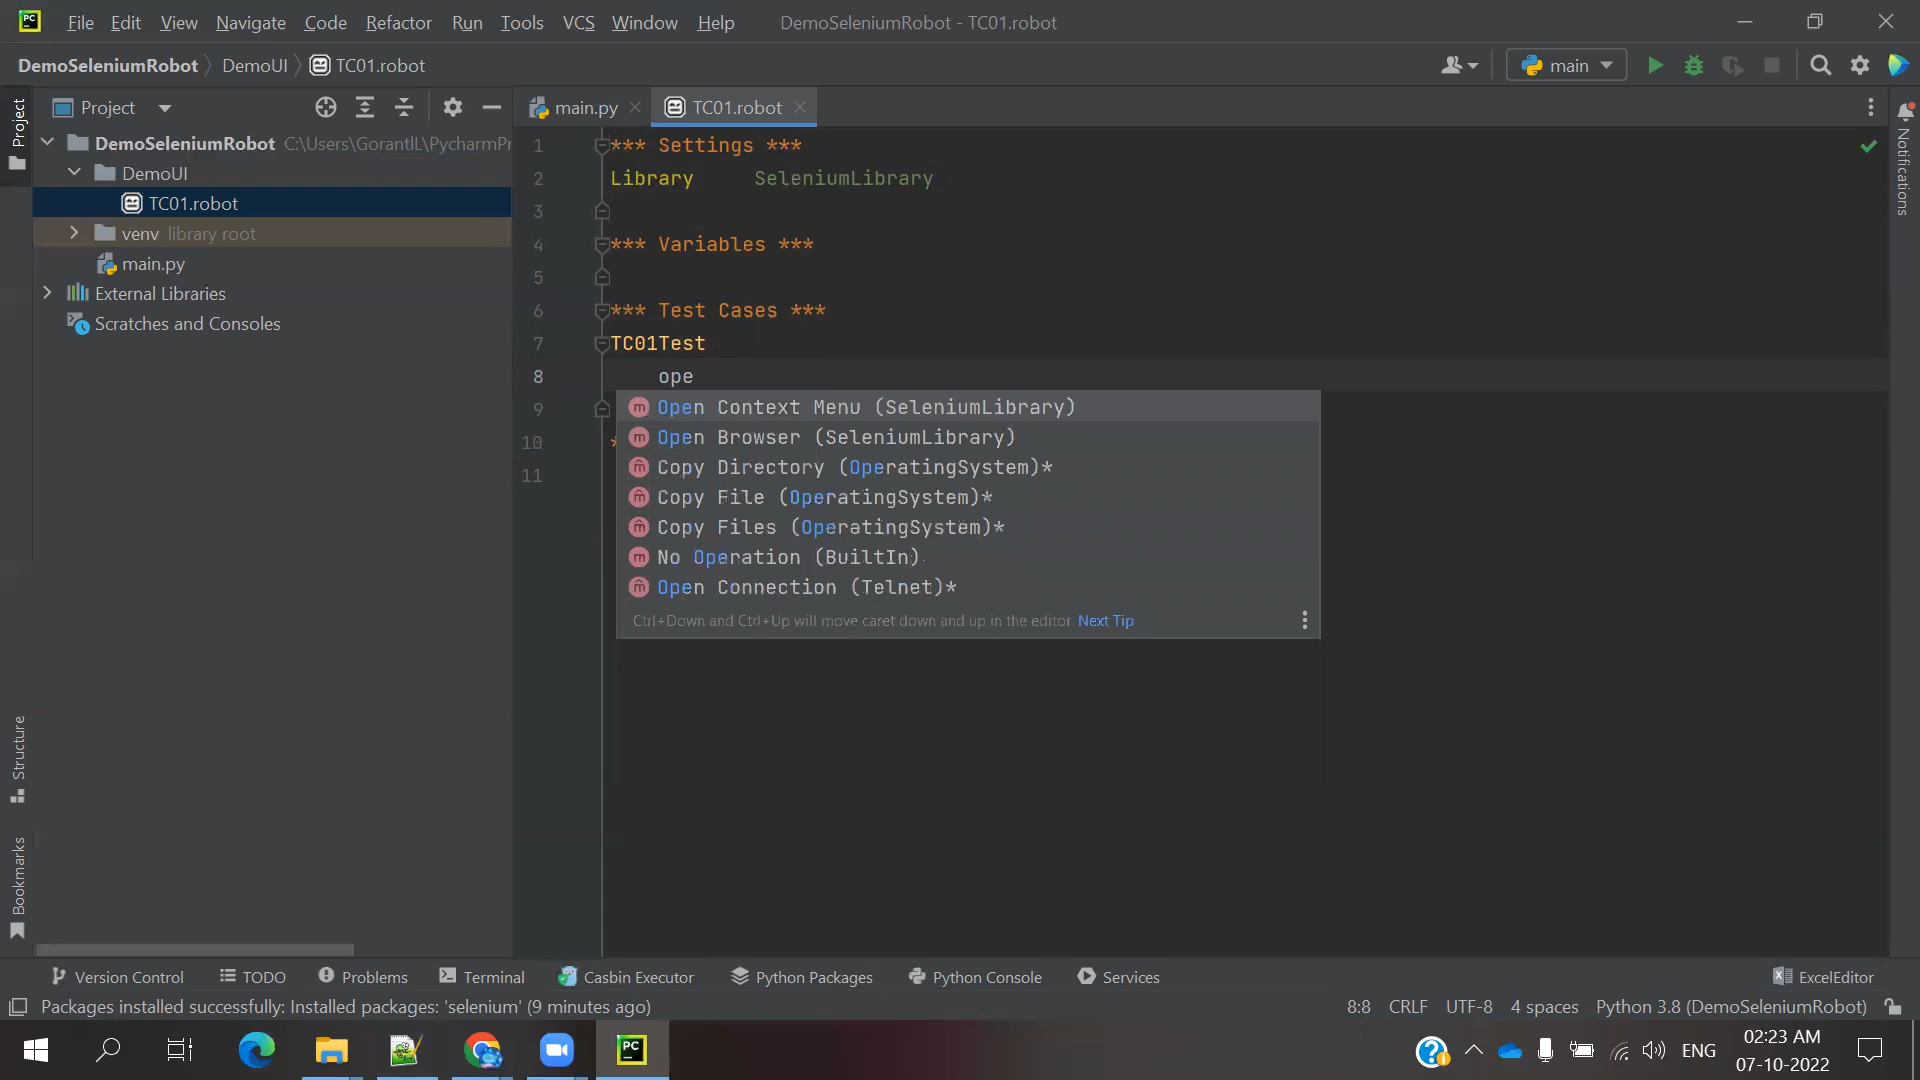 PC File Edit View Navigate Code Refactor Run Tools VCS Window Help DemoSeleniumRobot - TC01.robot
DemoSeleniumRobot DemoUI TC01.robot main
Project
Project
main.py
TC01.robot
Notifications
DemoSeleniumRobot C:\Users\GorantlL\PycharmPr
DemoUI
TC01.robot
venv library root
main.py
External Libraries
Scratches and Consoles
1 *** Settings ***
2 Library SeleniumLibrary
3
4 *** Variables ***
5
6 *** Test Cases ***
7 TC01Test
8 ope
9
10 *
11
m Open Context Menu (SeleniumLibrary)
m Open Browser (SeleniumLibrary)
m Copy Directory (OperatingSystem)*
m Copy File (OperatingSystem)*
m Copy Files (OperatingSystem)*
m No Operation (BuiltIn)
m Open Connection (Telnet)*
Ctrl+Down and Ctrl+Up will move caret down and up in the editor Next Tip
Structure
Bookmarks
Version Control TODO Problems Terminal Casbin Executor Python Packages Python Console Services ExcelEditor
Packages installed successfully: Installed packages: 'selenium' (9 minutes ago) 8:8 CRLF UTF-8 4 spaces Python 3.8 (DemoSeleniumRobot)
PC
ENG
02:23 AM
07-10-2022